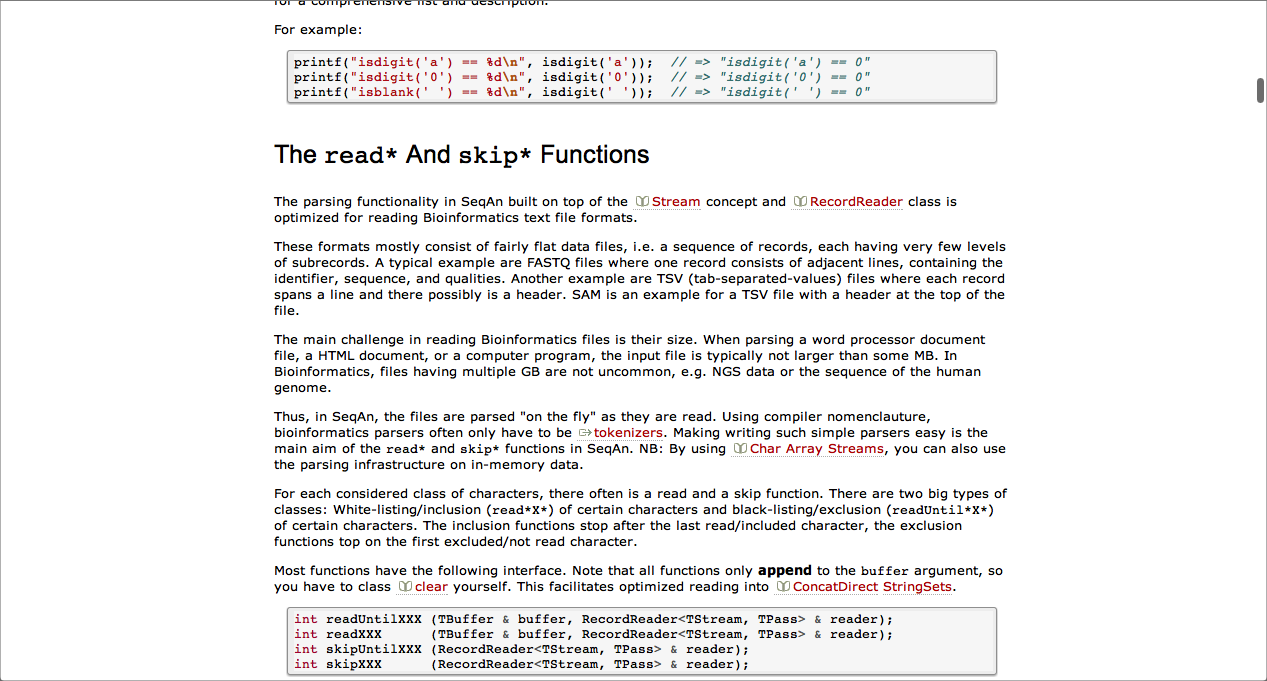 for a comprehensive list and description.
For example:
printf("isdigit('a') == %d\n", isdigit('a'));  // => "isdigit('a') == 0"
printf("isdigit('0') == %d\n", isdigit('0'));  // => "isdigit('0') == 0"
printf("isblank(' ') == %d\n", isdigit(' '));  // => "isdigit(' ') == 0"
The read* And skip* Functions
The parsing functionality in SeqAn built on top of the Stream concept and RecordReader class is
optimized for reading Bioinformatics text file formats.
These formats mostly consist of fairly flat data files, i.e. a sequence of records, each having very few levels
of subrecords. A typical example are FASTQ files where one record consists of adjacent lines, containing the
identifier, sequence, and qualities. Another example are TSV (tab-separated-values) files where each record
spans a line and there possibly is a header. SAM is an example for a TSV file with a header at the top of the
file.
The main challenge in reading Bioinformatics files is their size. When parsing a word processor document
file, a HTML document, or a computer program, the input file is typically not larger than some MB. In
Bioinformatics, files having multiple GB are not uncommon, e.g. NGS data or the sequence of the human
genome.
Thus, in SeqAn, the files are parsed "on the fly" as they are read. Using compiler nomenclauture,
bioinformatics parsers often only have to be tokenizers. Making writing such simple parsers easy is the
main aim of the read* and skip* functions in SeqAn. NB: By using Char Array Streams, you can also use
the parsing infrastructure on in-memory data.
For each considered class of characters, there often is a read and a skip function. There are two big types of
classes: White-listing/inclusion (read*X*) of certain characters and black-listing/exclusion (readUntil*X*)
of certain characters. The inclusion functions stop after the last read/included character, the exclusion
functions top on the first excluded/not read character.
Most functions have the following interface. Note that all functions only append to the buffer argument, so
you have to class clear yourself. This facilitates optimized reading into ConcatDirect StringSets.
int readUntilXXX (TBuffer & buffer, RecordReader<TStream, TPass> & reader);
int readXXX      (TBuffer & buffer, RecordReader<TStream, TPass> & reader);
int skipUntilXXX (RecordReader<TStream, TPass> & reader);
int skipXXX      (RecordReader<TStream, TPass> & reader);